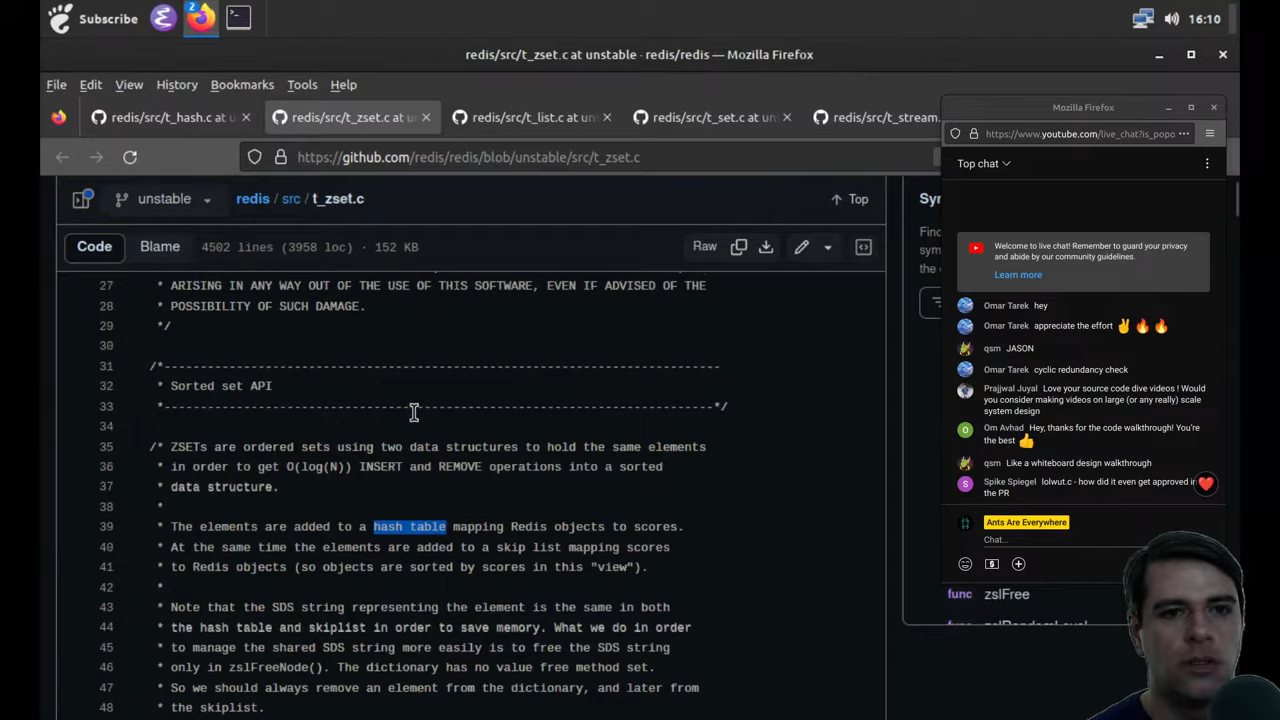 Subscribe
2
16:10
redis/src/t_zset.c at unstable · redis/redis — Mozilla Firefox
File Edit View History Bookmarks Tools Help
redis/src/t_hash.c at u
redis/src/t_zset.c at un
redis/src/t_list.c at uns
redis/src/t_set.c at uns
redis/src/t_stream.
https://github.com/redis/redis/blob/unstable/src/t_zset.c
unstable
redis / src / t_zset.c
Top
Code Blame 4502 lines (3958 loc) · 152 KB
Raw
27 * ARISING IN ANY WAY OUT OF THE USE OF THIS SOFTWARE, EVEN IF ADVISED OF THE
28 * POSSIBILITY OF SUCH DAMAGE.
29 */
30
31 /*-----------------------------------------------------------------------------
32 * Sorted set API
33 *----------------------------------------------------------------------------*/
34
35 /* ZSETs are ordered sets using two data structures to hold the same elements
36 * in order to get O(log(N)) INSERT and REMOVE operations into a sorted
37 * data structure.
38 *
39 * The elements are added to a hash table mapping Redis objects to scores.
40 * At the same time the elements are added to a skip list mapping scores
41 * to Redis objects (so objects are sorted by scores in this "view").
42 *
43 * Note that the SDS string representing the element is the same in both
44 * the hash table and skiplist in order to save memory. What we do in order
45 * to manage the shared SDS string more easily is to free the SDS string
46 * only in zslFreeNode(). The dictionary has no value free method set.
47 * So we should always remove an element from the dictionary, and later from
48 * the skiplist.
Mozilla Firefox
https://www.youtube.com/live_chat?is_popo
Top chat
Welcome to live chat! Remember to guard your privacy
and abide by our community guidelines.
Learn more
Omar Tarek hey
Omar Tarek appreciate the effort ✌️🔥🔥
qsm JASON
Omar Tarek cyclic redundancy check
Prajjwal Juyal Love your source code dive videos ! Would
you consider making videos on large (or any really) scale
system design
O
Om Avhad Hey, thanks for the code walkthrough! You're
the best 👍
qsm Like a whiteboard design walkthrough
S
Spike Spiegel lolwut.c - how did it even get approved in
the PR
Ants Are Everywhere
Chat...
func zslFree
func